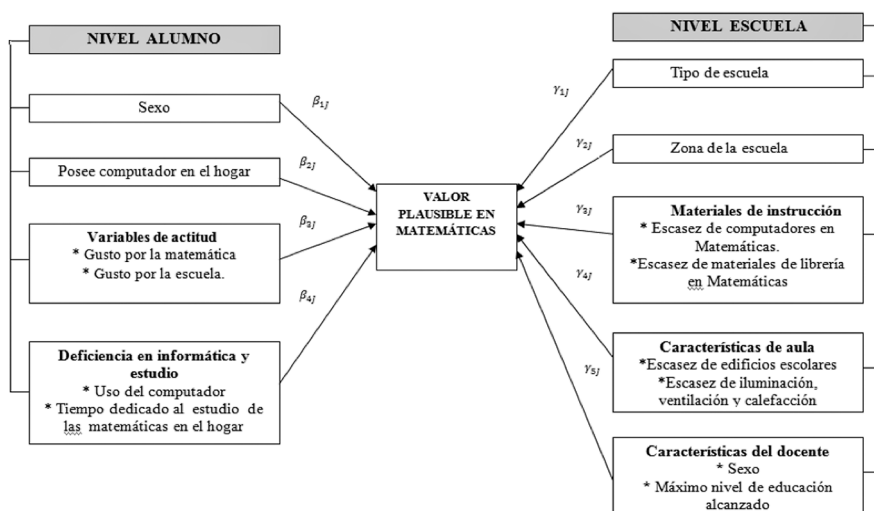 NIVEL ALUMNO
Sexo
Posee computador en el hogar
Variables de actitud
* Gusto por la matemática
* Gusto por la escuela.
Deficiencia en informática y
estudio
* Uso del computador
* Tiempo dedicado al estudio de
las matemáticas en el hogar
β1J
β2J
β3J
β4J
VALOR
PLAUSIBLE EN
MATEMÁTICAS
γ1J
γ2J
γ3J
γ4J
γ5J
NIVEL ESCUELA
Tipo de escuela
Zona de la escuela
Materiales de instrucción
* Escasez de computadores en
Matemáticas.
*Escasez de materiales de librería
en Matemáticas
Características de aula
*Escasez de edificios escolares
*Escasez de iluminación,
ventilación y calefacción
Características del docente
* Sexo
* Máximo nivel de educación
alcanzado